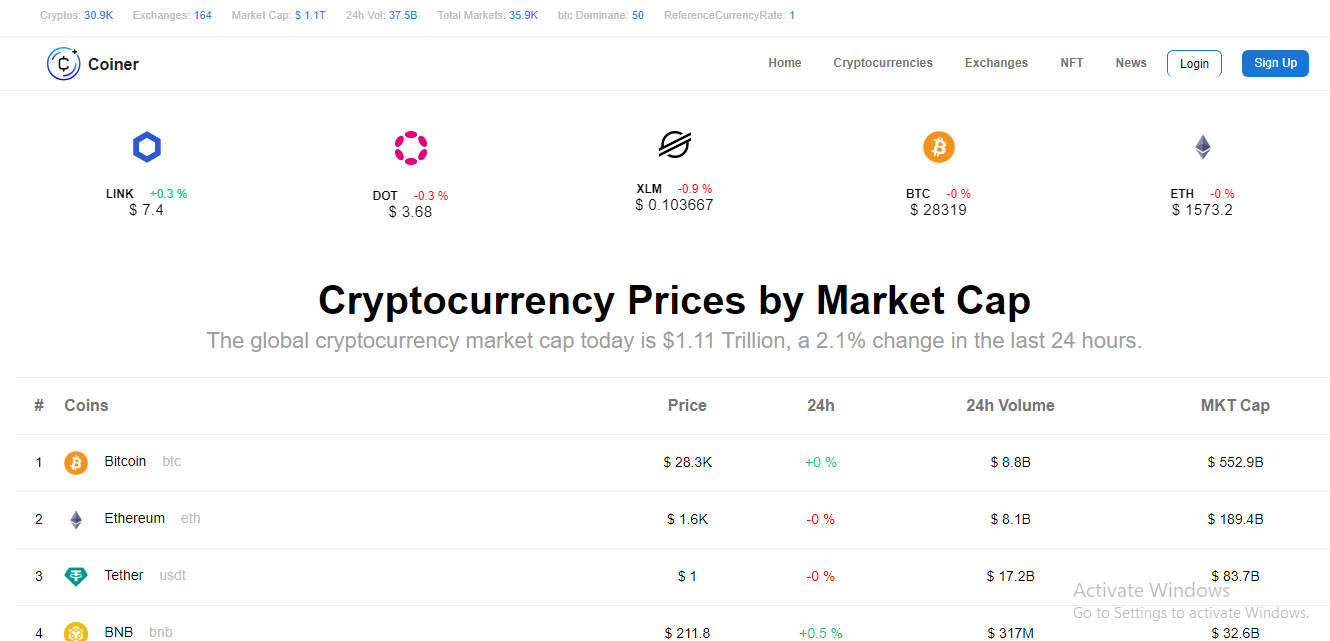 Cryptos: 30.9K Exchanges: 164 Market Cap: $ 1.1T 24h Vol: 37.5B Total Markets: 35.9K btc Dominane: 50 ReferenceCurrencyRate: 1
Coiner Home Cryptocurrencies Exchanges NFT News Login Sign Up
LINK +0.3 % DOT -0.3 % XLM -0.9 % BTC -0 % ETH -0 %
$ 7.4 $ 3.68 $ 0.103667 $ 28319 $ 1573.2
Cryptocurrency Prices by Market Cap
The global cryptocurrency market cap today is $1.11 Trillion, a 2.1% change in the last 24 hours.
# Coins Price 24h 24h Volume MKT Cap
1 Bitcoin btc $ 28.3K +0 % $ 8.8B $ 552.9B
2 Ethereum eth $ 1.6K -0 % $ 8.1B $ 189.4B
3 Tether usdt $ 1 -0 % $ 17.2B $ 83.7B
Activate Windows
Go to Settings to activate Windows.
4 BNB bnb $ 211.8 +0.5 % $ 317M $ 32.6B